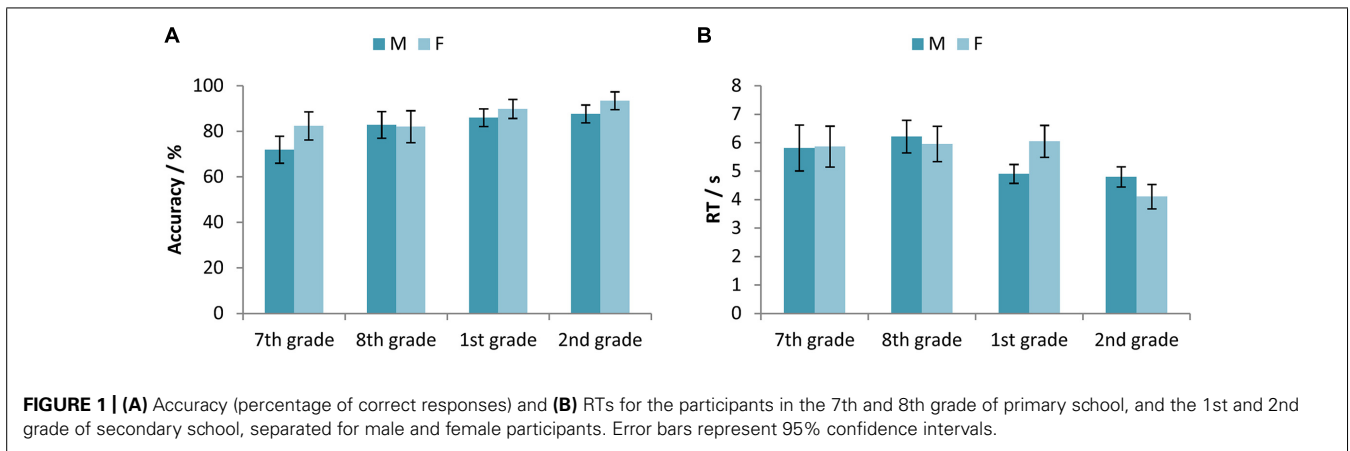 A
M F
Accuracy / %
100
80
60
40
20
0
7th grade 8th grade 1st grade 2nd grade
B
M F
RT / s
8
7
6
5
4
3
2
1
0
7th grade 8th grade 1st grade 2nd grade
FIGURE 1 | (A) Accuracy (percentage of correct responses) and (B) RTs for the participants in the 7th and 8th grade of primary school, and the 1st and 2nd
grade of secondary school, separated for male and female participants. Error bars represent 95% confidence intervals.